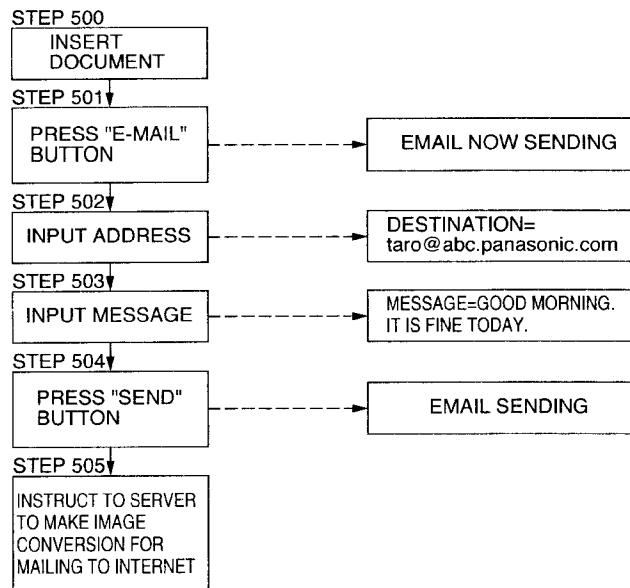 STEP 500
INSERT
DOCUMENT
STEP 501
PRESS "E-MAIL"
BUTTON
EMAIL NOW SENDING
STEP 502
INPUT ADDRESS
DESTINATION=
taro@abc.panasonic.com
STEP 503
INPUT MESSAGE
MESSAGE=GOOD MORNING.
IT IS FINE TODAY.
STEP 504
PRESS "SEND"
BUTTON
EMAIL SENDING
STEP 505
INSTRUCT TO SERVER
TO MAKE IMAGE
CONVERSION FOR
MAILING TO INTERNET